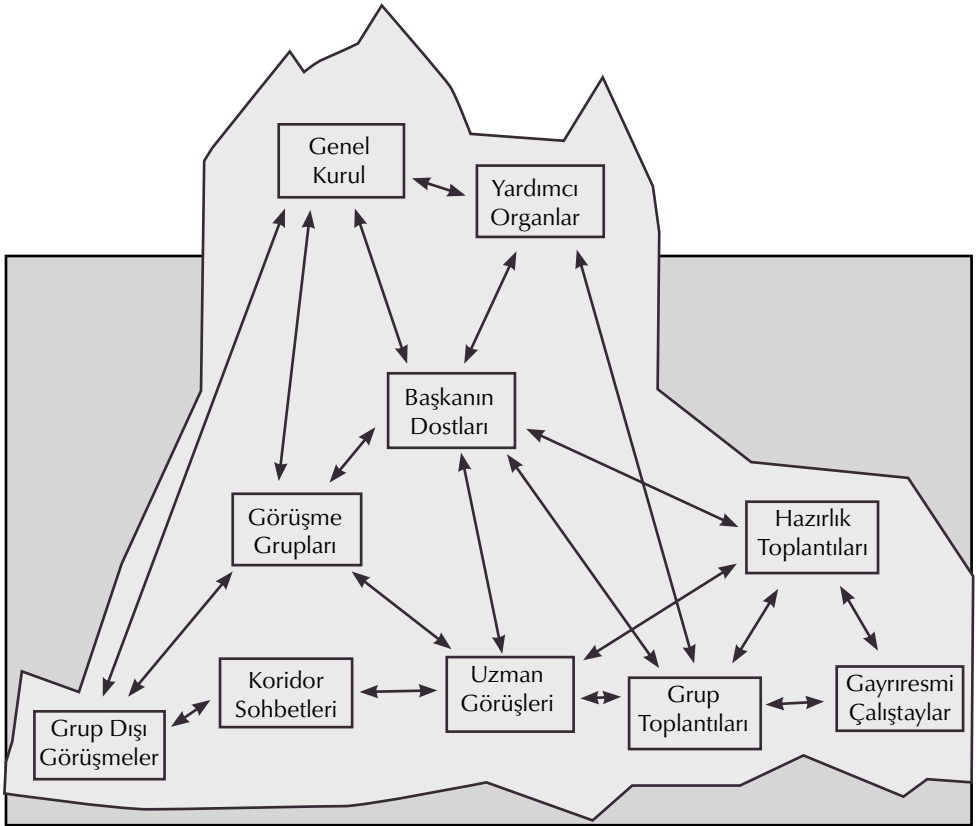 Genel
Kurul
Yardımcı
Organlar
Başkanın
Dostları
Görüşme
Grupları
Hazırlık
Toplantıları
Koridor
Sohbetleri
Uzman
Görüşleri
Grup
Toplantıları
Gayrıresmi
Çalıştaylar
Grup Dışı
Görüşmeler